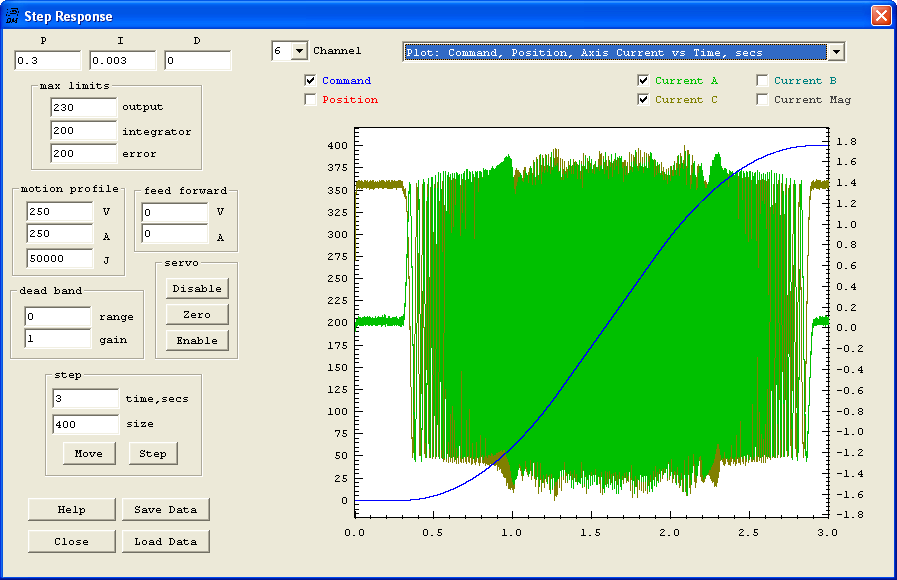 DM Step Response
P I D
0.3 0.003 0
6 Channel
Plot: Command, Position, Axis Current vs Time, secs
Command
Position
Current A
Current B
Current C
Current Mag
max limits
230 output
200 integrator
200 error
motion profile
250 V
250 A
50000 J
feed forward
0 V
0 A
servo
Disable
Zero
Enable
dead band
0 range
1 gain
step
3 time,secs
400 size
Move Step
Help Save Data
Close Load Data
400
375
350
325
300
275
250
225
200
175
150
125
100
75
50
25
0
1.8
1.6
1.4
1.2
1.0
0.8
0.6
0.4
0.2
0.0
-0.2
-0.4
-0.6
-0.8
-1.0
-1.2
-1.4
-1.6
-1.8
0.0 0.5 1.0 1.5 2.0 2.5 3.0